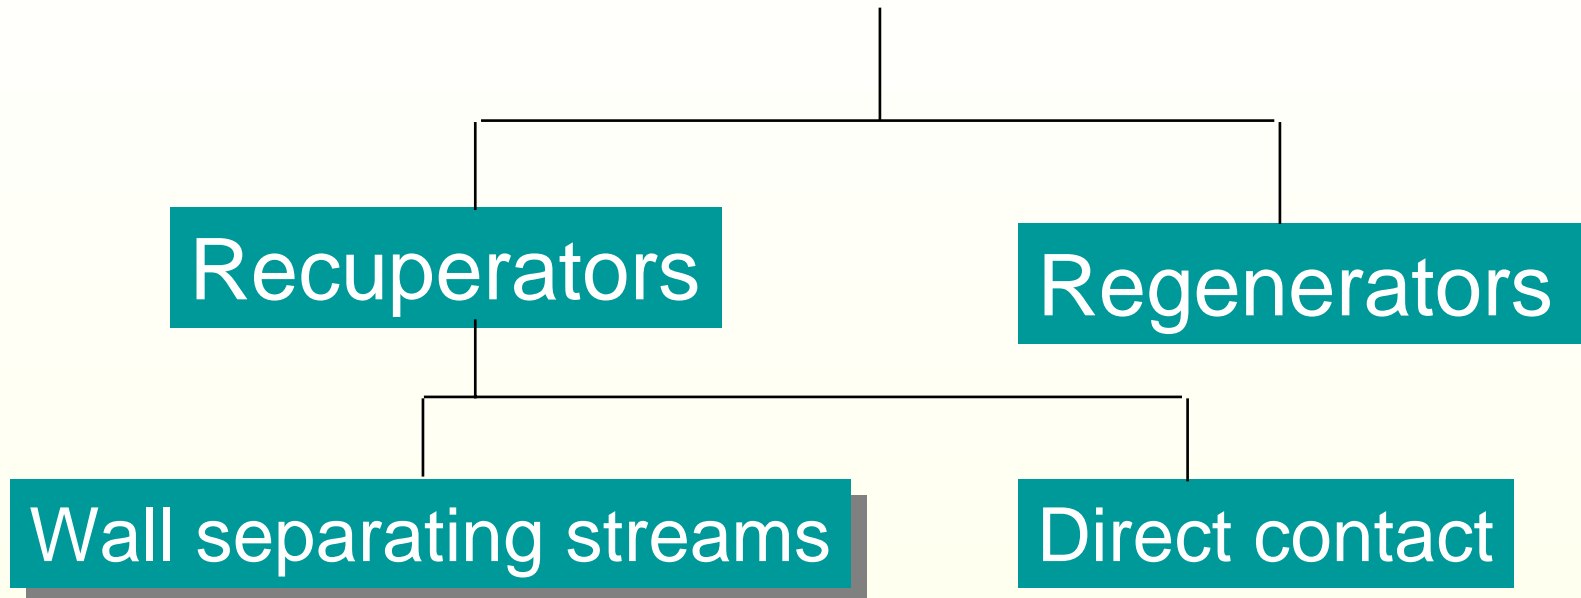 Recuperators
Regenerators
Wall separating streams
Direct contact